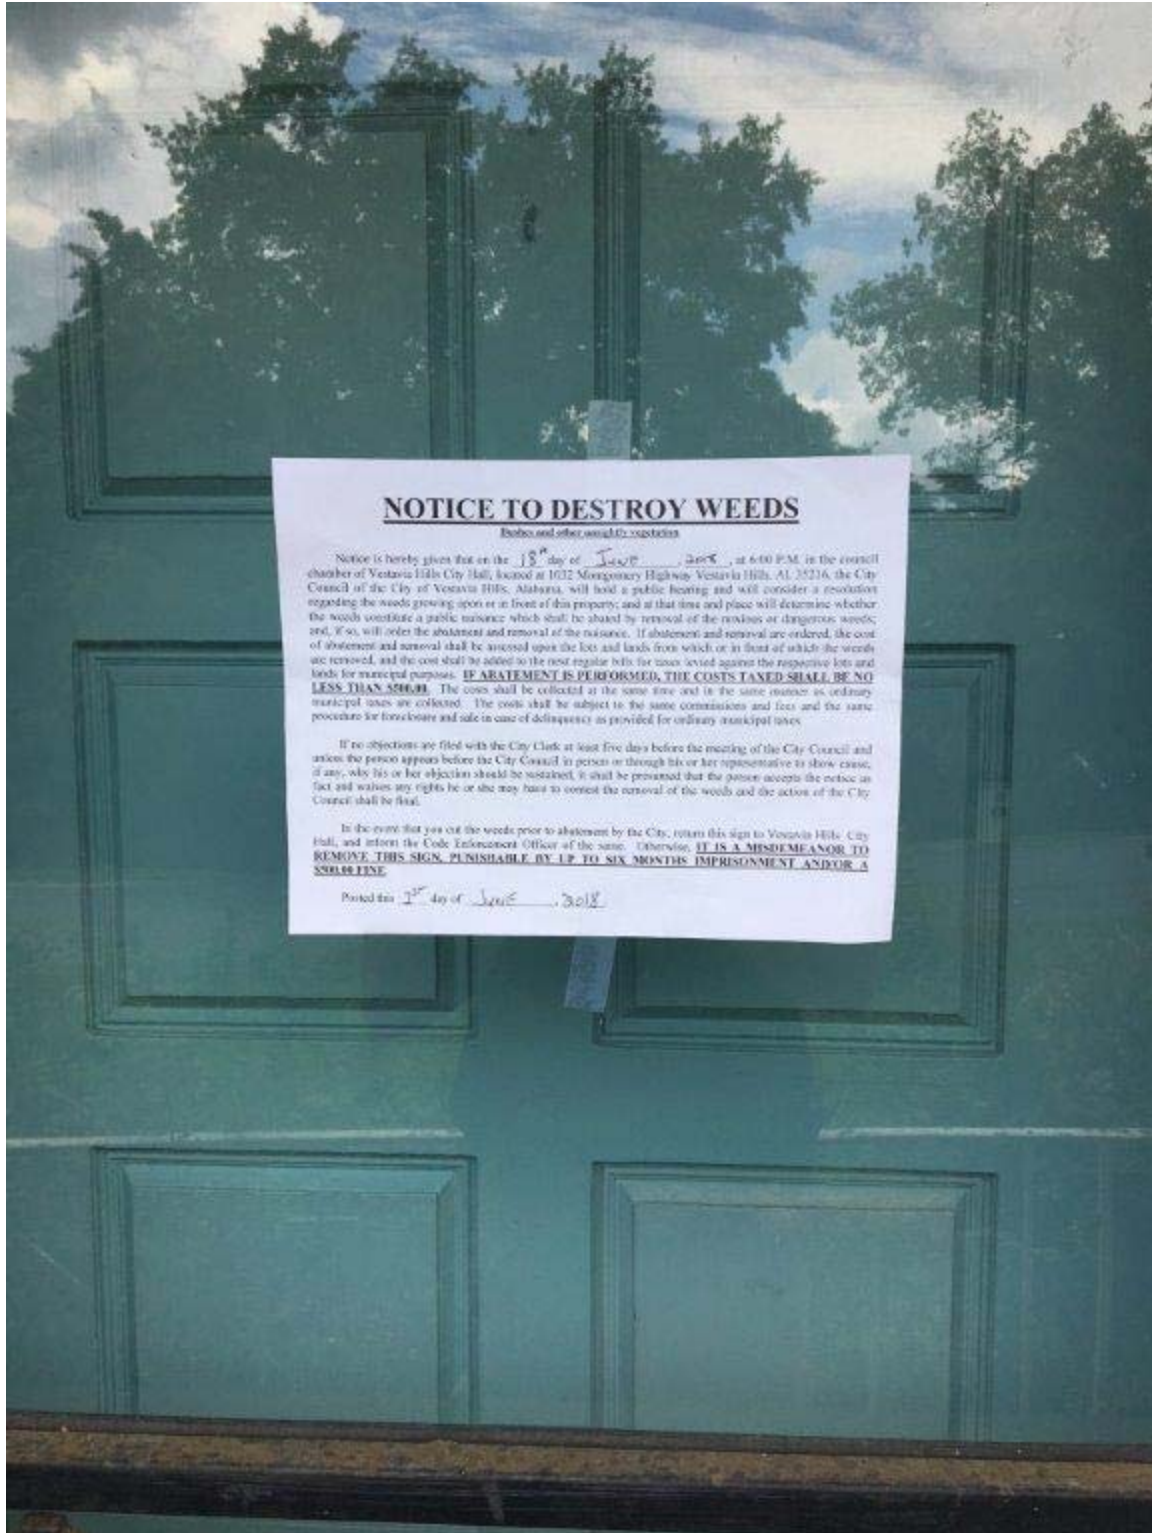 NOTICE TO DESTROY WEEDS
Bushes and other unsightly vegetation
Notice is hereby given that on the 18th day of June, 2018, at 6:00 P.M. in the council
chamber of Vestavia Hills City Hall, located at 1032 Montgomery Highway Vestavia Hills, AL 35216, the City
Council of the City of Vestavia Hills, Alabama, will hold a public hearing and will consider a resolution
regarding the weeds growing upon or in front of this property; and at that time and place will determine whether
the weeds constitute a public nuisance which shall be abated by removal of the noxious or dangerous weeds;
and, if so, will order the abatement and removal of the nuisance. If abatement and removal are ordered, the cost
of abatement and removal shall be assessed upon the lots and lands from which or in front of which the weeds
are removed, and the cost shall be added to the next regular bills for taxes levied against the respective lots and
lands for municipal purposes. IF ABATEMENT IS PERFORMED, THE COSTS TAXED SHALL BE NO
LESS THAN $500.00. The costs shall be collected at the same time and in the same manner as ordinary
municipal taxes are collected. The costs shall be subject to the same commissions and fees and the same
procedure for foreclosure and sale in case of delinquency as provided for ordinary municipal taxes.
If no objections are filed with the City Clerk at least five days before the meeting of the City Council and
unless the person appears before the City Council in person or through his or her representative to show cause,
if any, why his or her objection should be sustained, it shall be presumed that the person accepts the notice as
fact and waives any rights he or she may have to contest the removal of the weeds and the action of the City
Council shall be final.
In the event that you cut the weeds prior to abatement by the City, return this sign to Vestavia Hills City
Hall, and inform the Code Enforcement Officer of the same. Otherwise, IT IS A MISDEMEANOR TO
REMOVE THIS SIGN, PUNISHABLE BY UP TO SIX MONTHS IMPRISONMENT AND/OR A
$500.00 FINE
Posted this 1st day of June, 2018